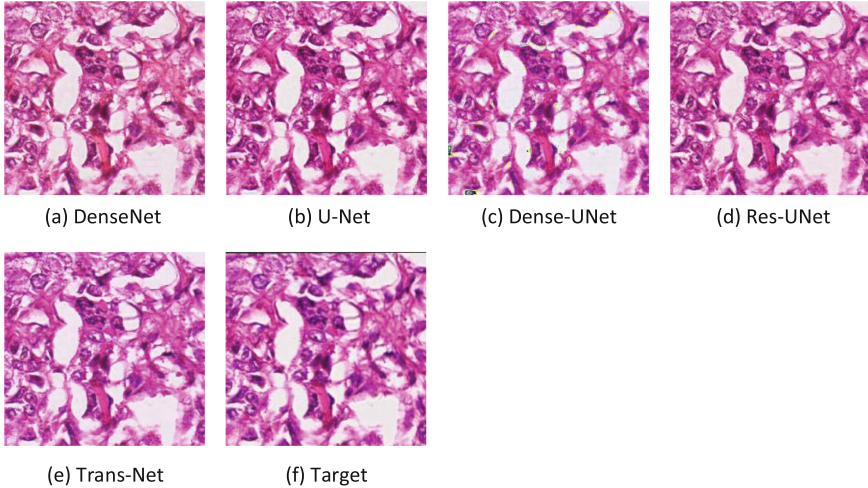 (a) DenseNet
(b) U-Net
(c) Dense-UNet
(d) Res-UNet
(e) Trans-Net
(f) Target